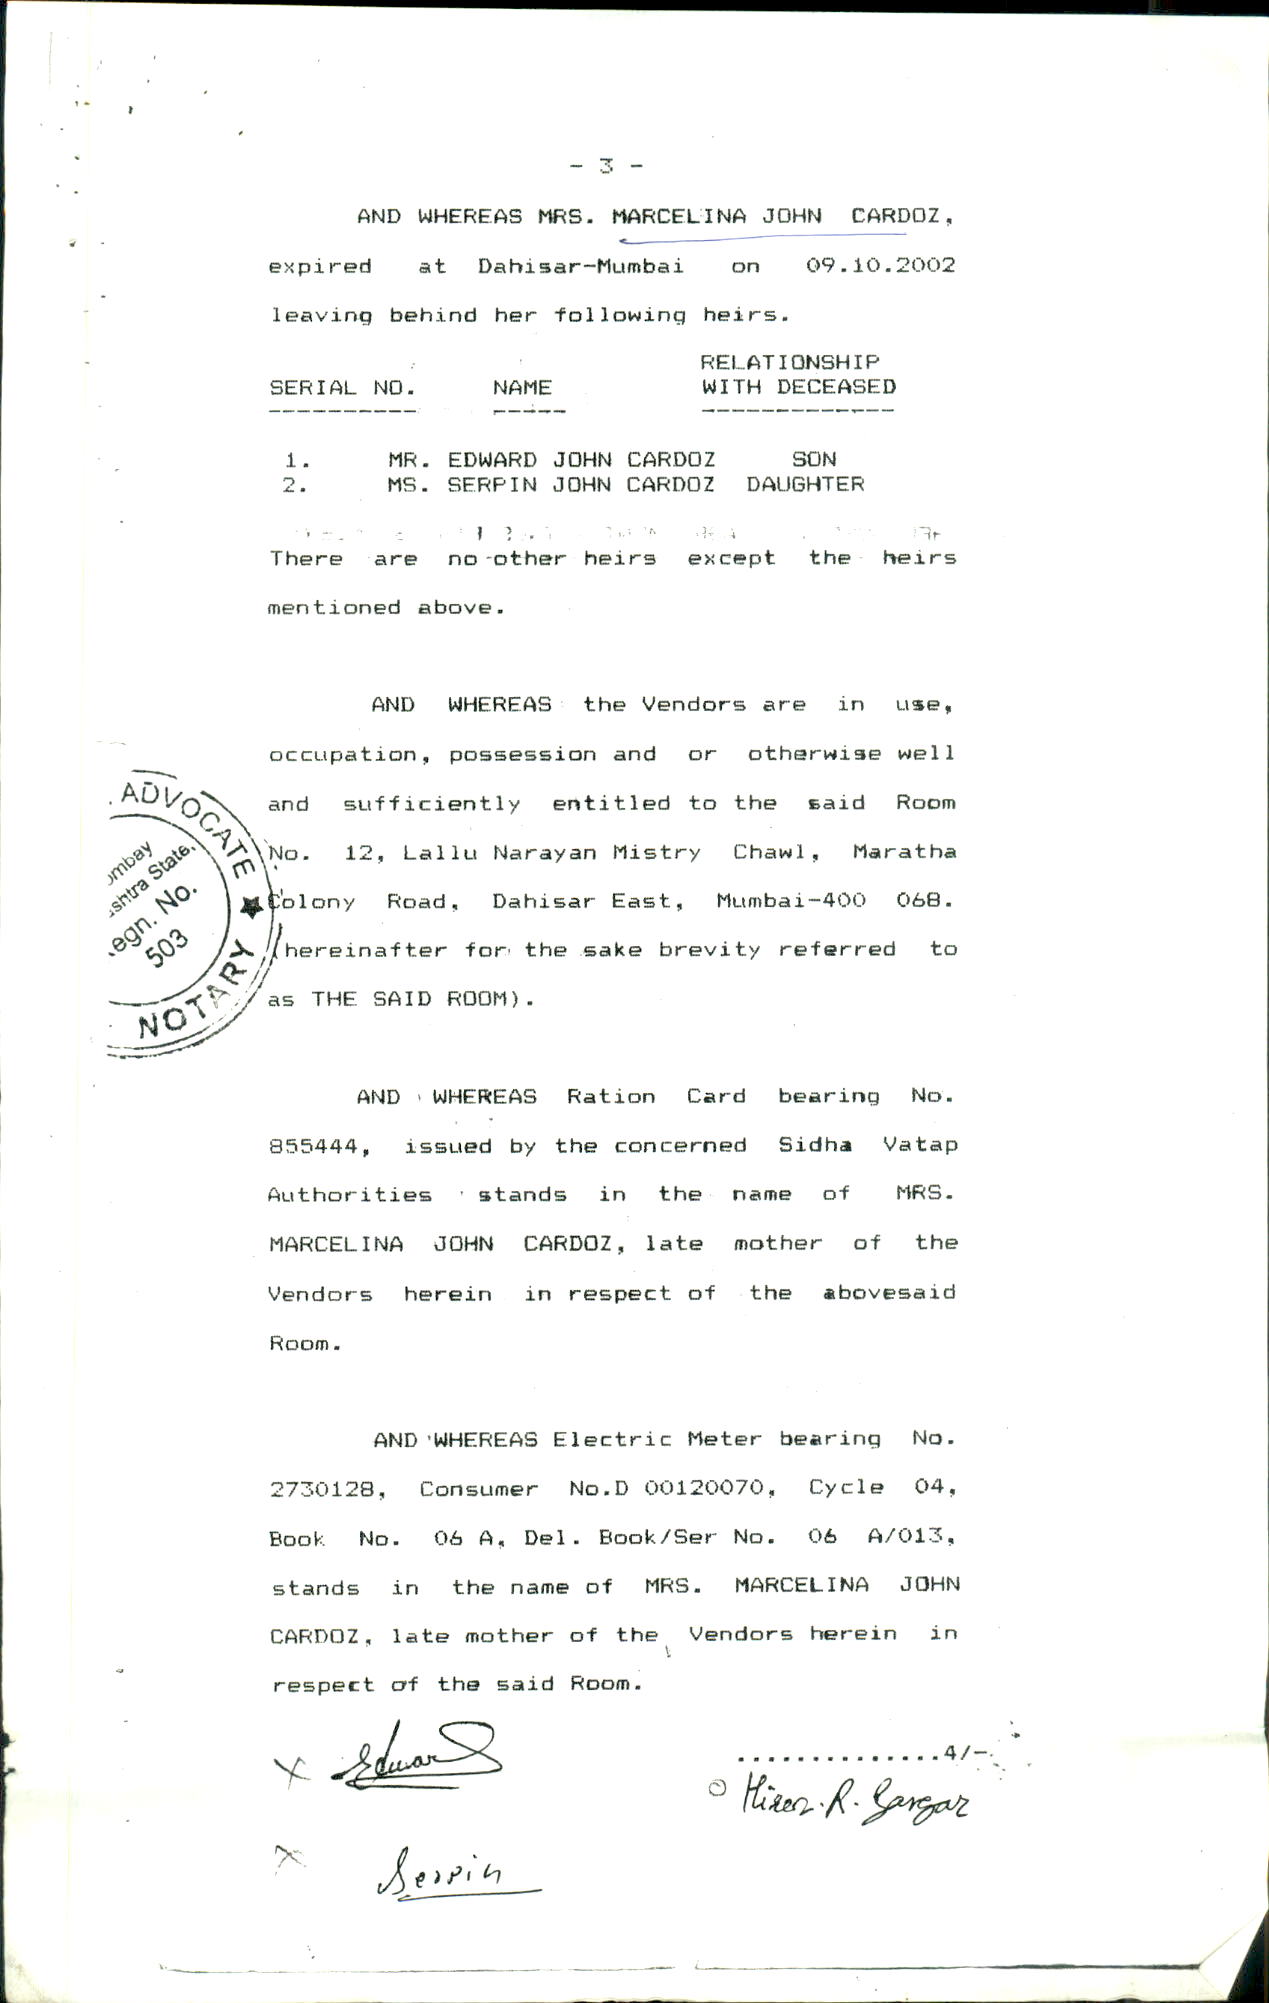 - 3 -
AND WHEREAS MRS. MARCELINA JOHN CARDOZ,
expired at Dahisar-Mumbai on 09.10.2002
leaving behind her following heirs.
RELATIONSHIP
SERIAL NO. NAME WITH DECEASED
---------- ----- -------------
1. MR. EDWARD JOHN CARDOZ SON
2. MS. SERPIN JOHN CARDOZ DAUGHTER
There are no other heirs except the heirs
mentioned above.
AND WHEREAS the Vendors are in use,
occupation, possession and or otherwise well
and sufficiently entitled to the said Room
No. 12, Lallu Narayan Mistry Chawl, Maratha
Colony Road, Dahisar East, Mumbai-400 068.
(hereinafter for the sake brevity referred to
as THE SAID ROOM).
ADVOCATE ★ NOTARY
ombay
shtra State,
egn. No.
503
AND WHEREAS Ration Card bearing No.
855444, issued by the concerned Sidha Vatap
Authorities stands in the name of MRS.
MARCELINA JOHN CARDOZ, late mother of the
Vendors herein in respect of the abovesaid
Room.
AND WHEREAS Electric Meter bearing No.
2730128, Consumer No.D 00120070, Cycle 04,
Book No. 06 A, Del. Book/Ser No. 06 A/013,
stands in the name of MRS. MARCELINA JOHN
CARDOZ, late mother of the Vendors herein in
respect of the said Room.
..............4/-
X Edward
Hiren. R. Gangar
X Serpin